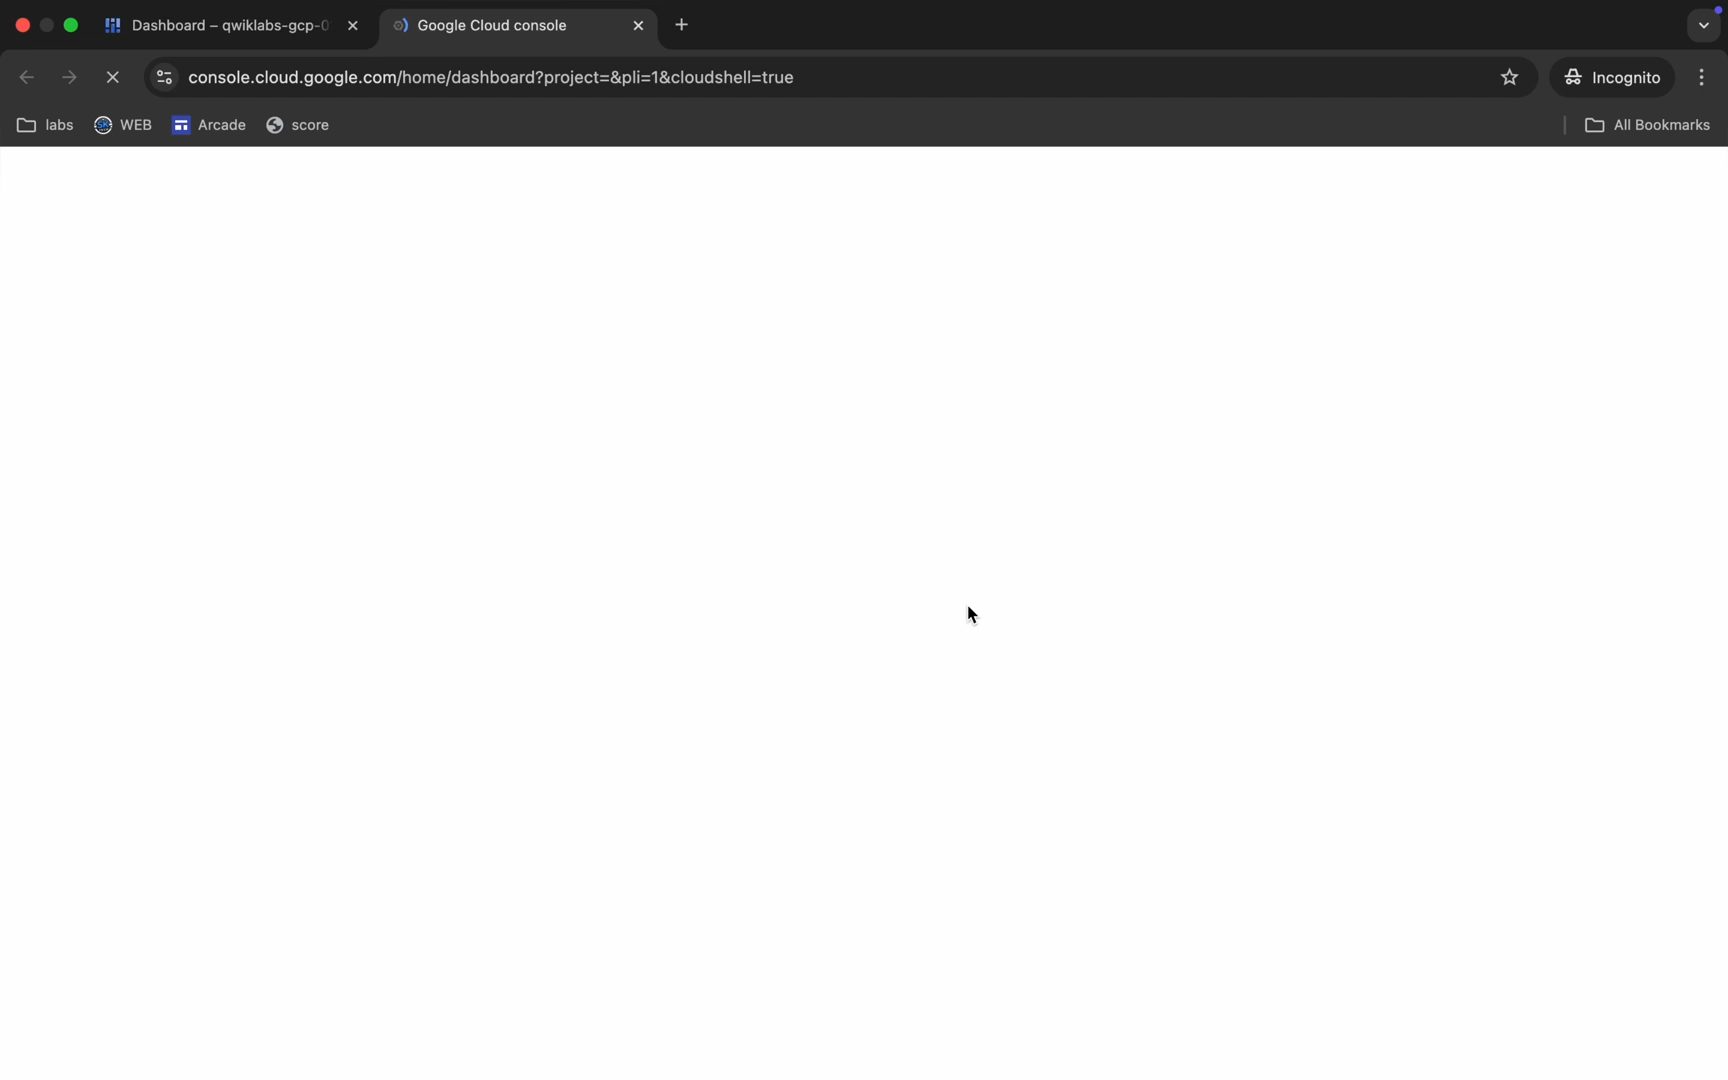 Dashboard – qwiklabs-gcp-0
Google Cloud console
console.cloud.google.com/home/dashboard?project=&pli=1&cloudshell=true
Incognito
labs
WEB
Arcade
score
All Bookmarks